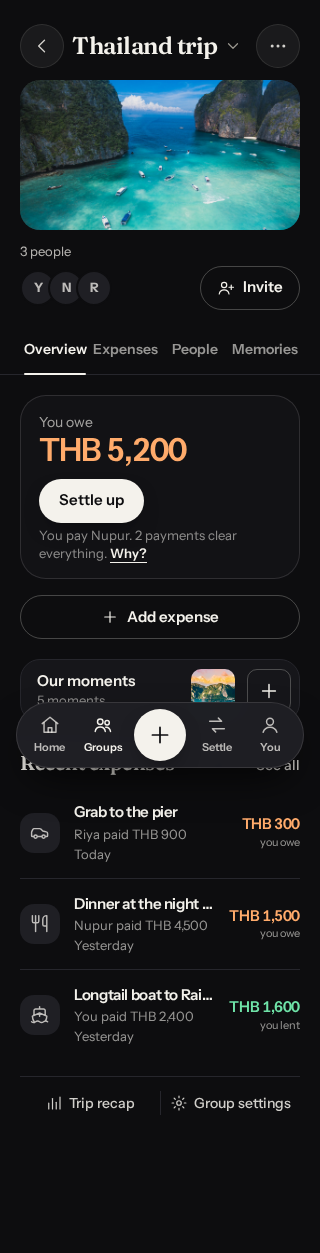 Thailand trip
3 people
Y N R
Invite
Overview Expenses People Memories
You owe
THB 5,200
Settle up
You pay Nupur. 2 payments clear
everything. Why?
Add expense
Our moments
5 moments
Home Groups Settle You
Recent expenses See all
Grab to the pier
THB 300
Riya paid THB 900
you owe
Today
Dinner at the night ...
THB 1,500
Nupur paid THB 4,500
you owe
Yesterday
Longtail boat to Rai...
THB 1,600
You paid THB 2,400
you lent
Yesterday
Trip recap
Group settings